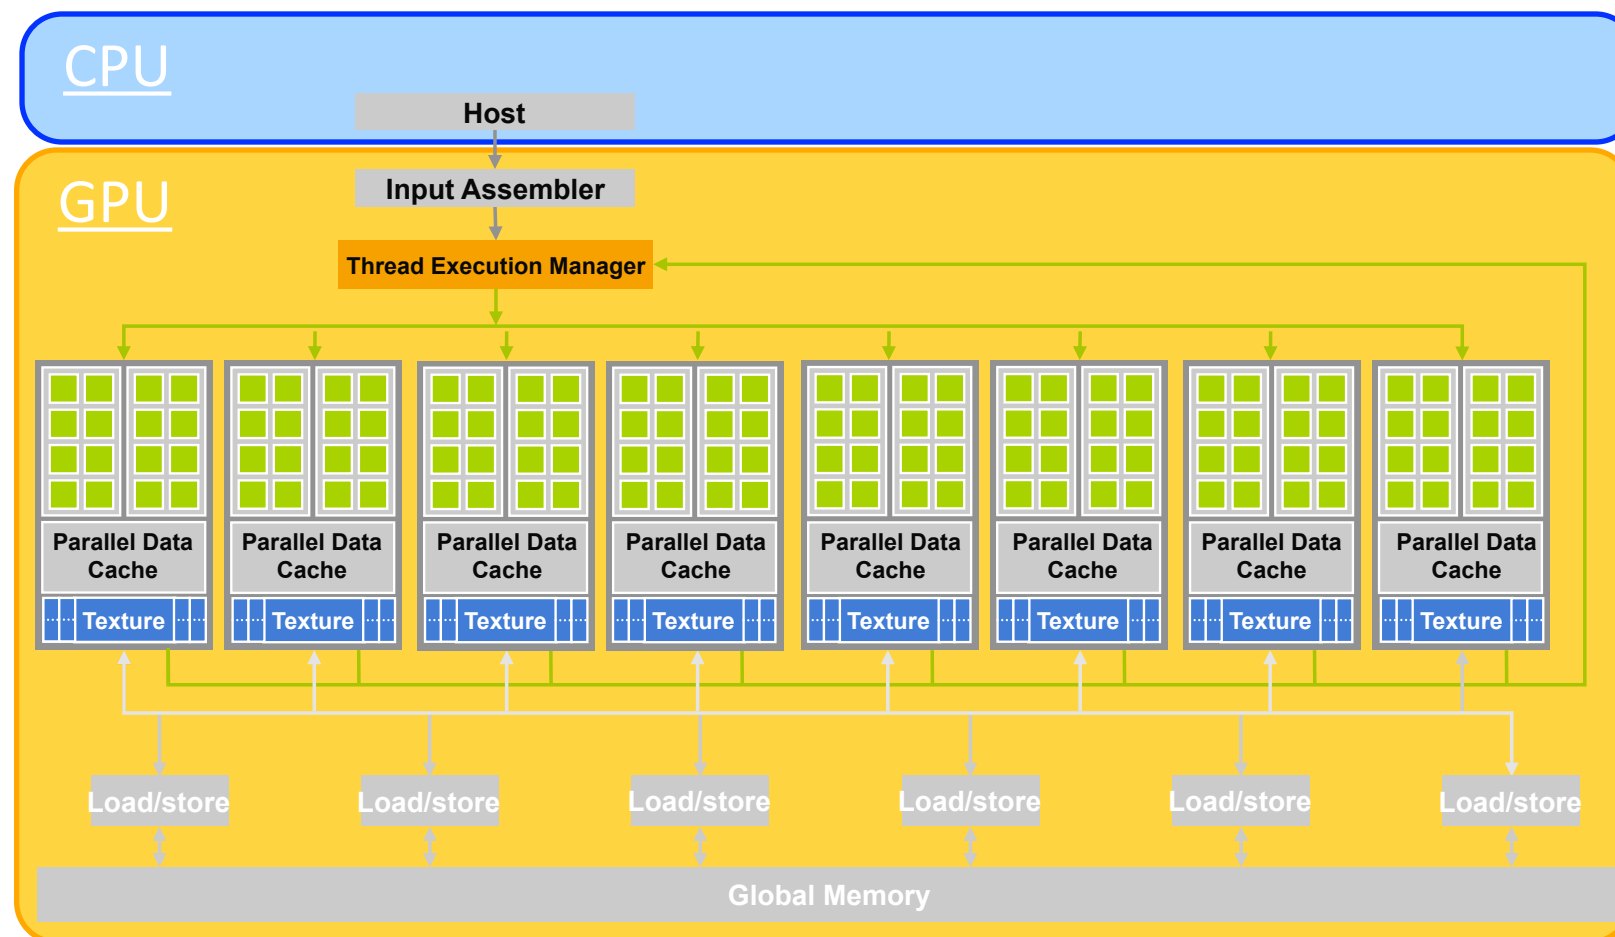 CPU
Host
GPU
Input Assembler
Thread Execution Manager
Parallel Data Cache
Parallel Data Cache
Parallel Data Cache
Parallel Data Cache
Parallel Data Cache
Parallel Data Cache
Parallel Data Cache
Parallel Data Cache
Texture
Texture
Texture
Texture
Texture
Texture
Texture
Texture
Load/store
Load/store
Load/store
Load/store
Load/store
Load/store
Global Memory